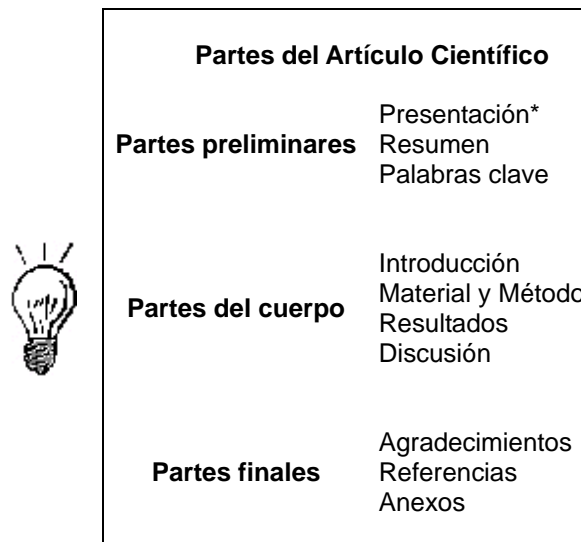 Partes del Artículo Científico
Partes preliminares
Presentación*
Resumen
Palabras clave
Partes del cuerpo
Introducción
Material y Método
Resultados
Discusión
Partes finales
Agradecimientos
Referencias
Anexos